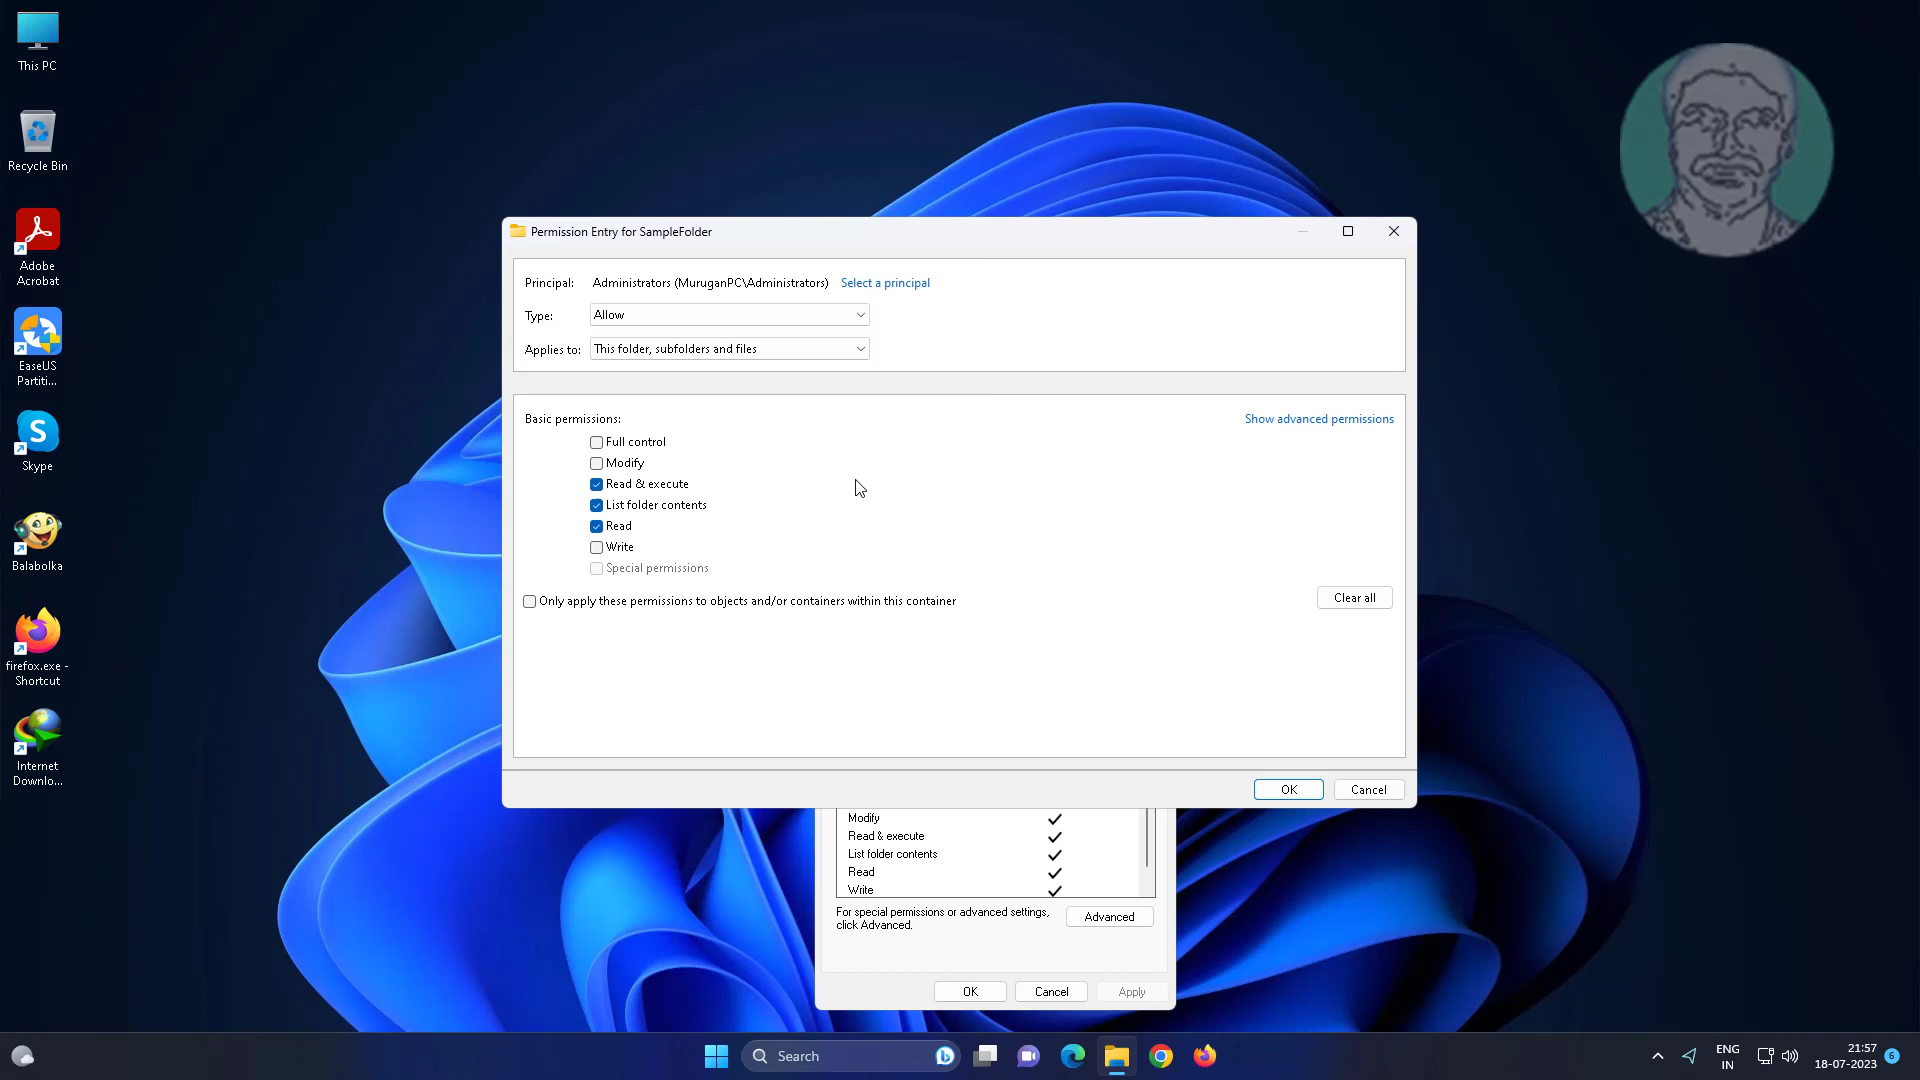 This PC
Recycle Bin
Adobe
Acrobat
EaseUS
Partiti...
Skype
Balabolka
firefox.exe -
Shortcut
Internet
Downlo...
Permission Entry for SampleFolder
Principal: Administrators (MuruganPC\Administrators) Select a principal
Type: Allow
Applies to: This folder, subfolders and files
Basic permissions: Show advanced permissions
Full control
Modify
Read & execute
List folder contents
Read
Write
Special permissions
Only apply these permissions to objects and/or containers within this container Clear all
OK Cancel
Modify
Read & execute
List folder contents
Read
Write
For special permissions or advanced settings,
click Advanced.
Advanced
OK Cancel Apply
Search
ENG
IN
21:57
18-07-2023
6